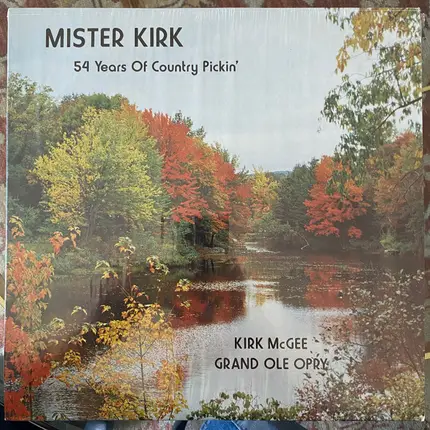 MISTER KIRK
54 Years Of Country Pickin'
KIRK McGEE
GRAND OLE OPRY